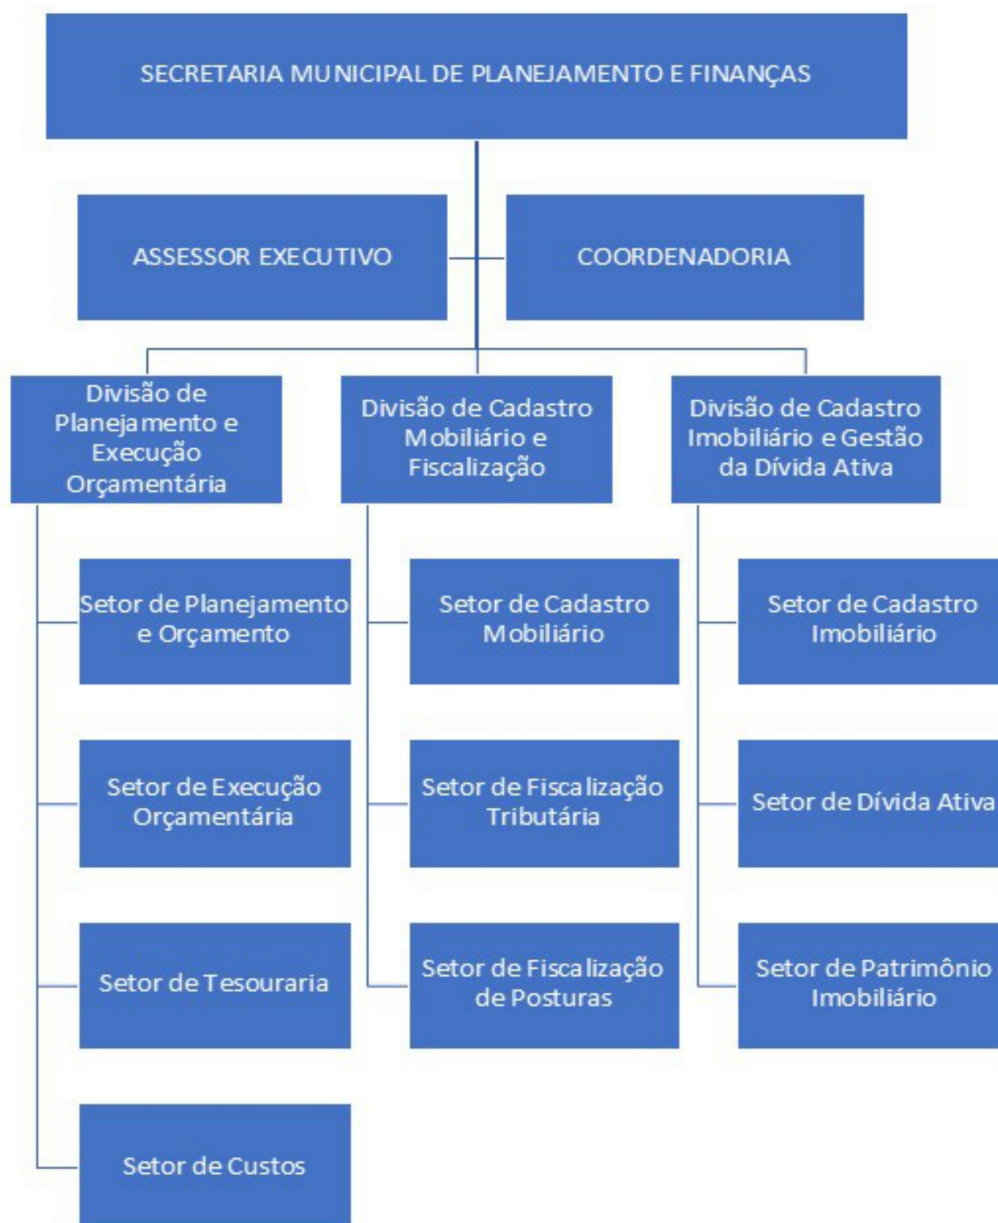 SECRETARIA MUNICIPAL DE PLANEJAMENTO E FINANÇAS
ASSESSOR EXECUTIVO
COORDENADORIA
Divisão de
Planejamento e
Execução
Orçamentária
Divisão de Cadastro
Mobiliário e
Fiscalização
Divisão de Cadastro
Imobiliário e Gestão
da Dívida Ativa
Setor de Planejamento
e Orçamento
Setor de Cadastro
Mobiliário
Setor de Cadastro
Imobiliário
Setor de Execução
Orçamentária
Setor de Fiscalização
Tributária
Setor de Dívida Ativa
Setor de Tesouraria
Setor de Fiscalização
de Posturas
Setor de Patrimônio
Imobiliário
Setor de Custos